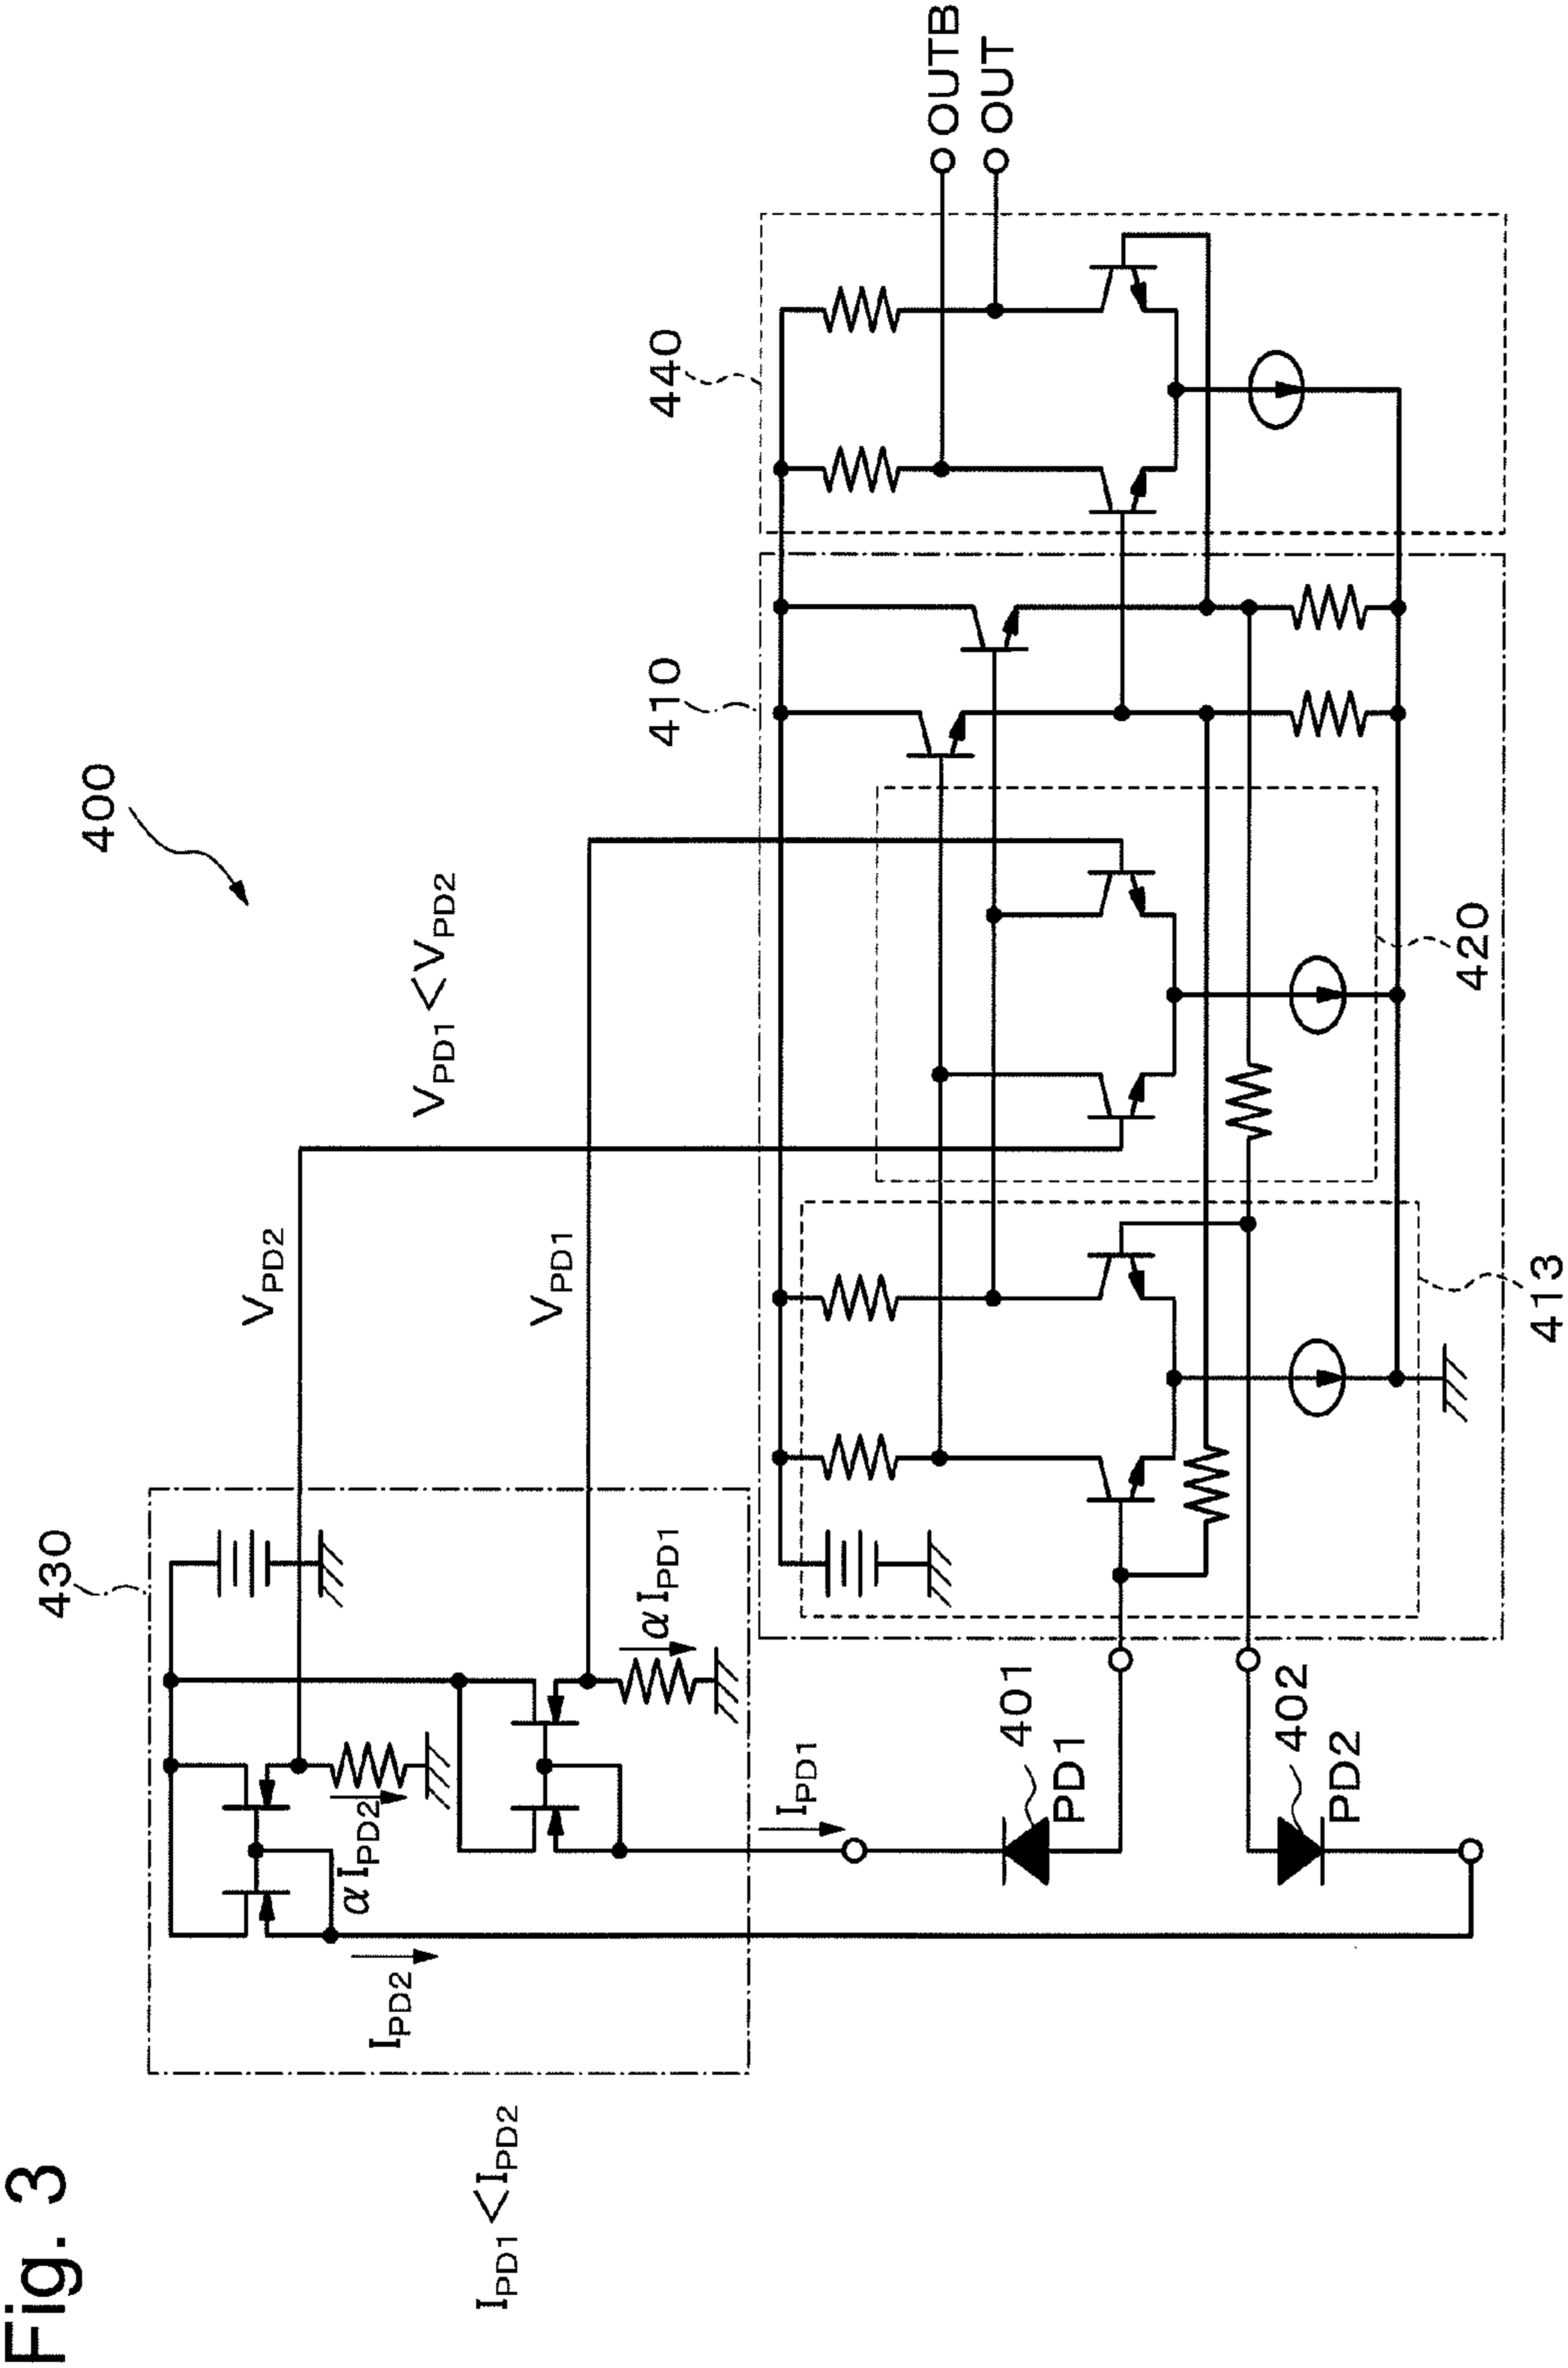 Fig. 3
400
430
I_PD1 < I_PD2
V_PD1 < V_PD2
V_PD2
V_PD1
αI_PD2
I_PD2
αI_PD1
I_PD1
401
PD1
402
PD2
410
440
OUTB
OUT
420
413